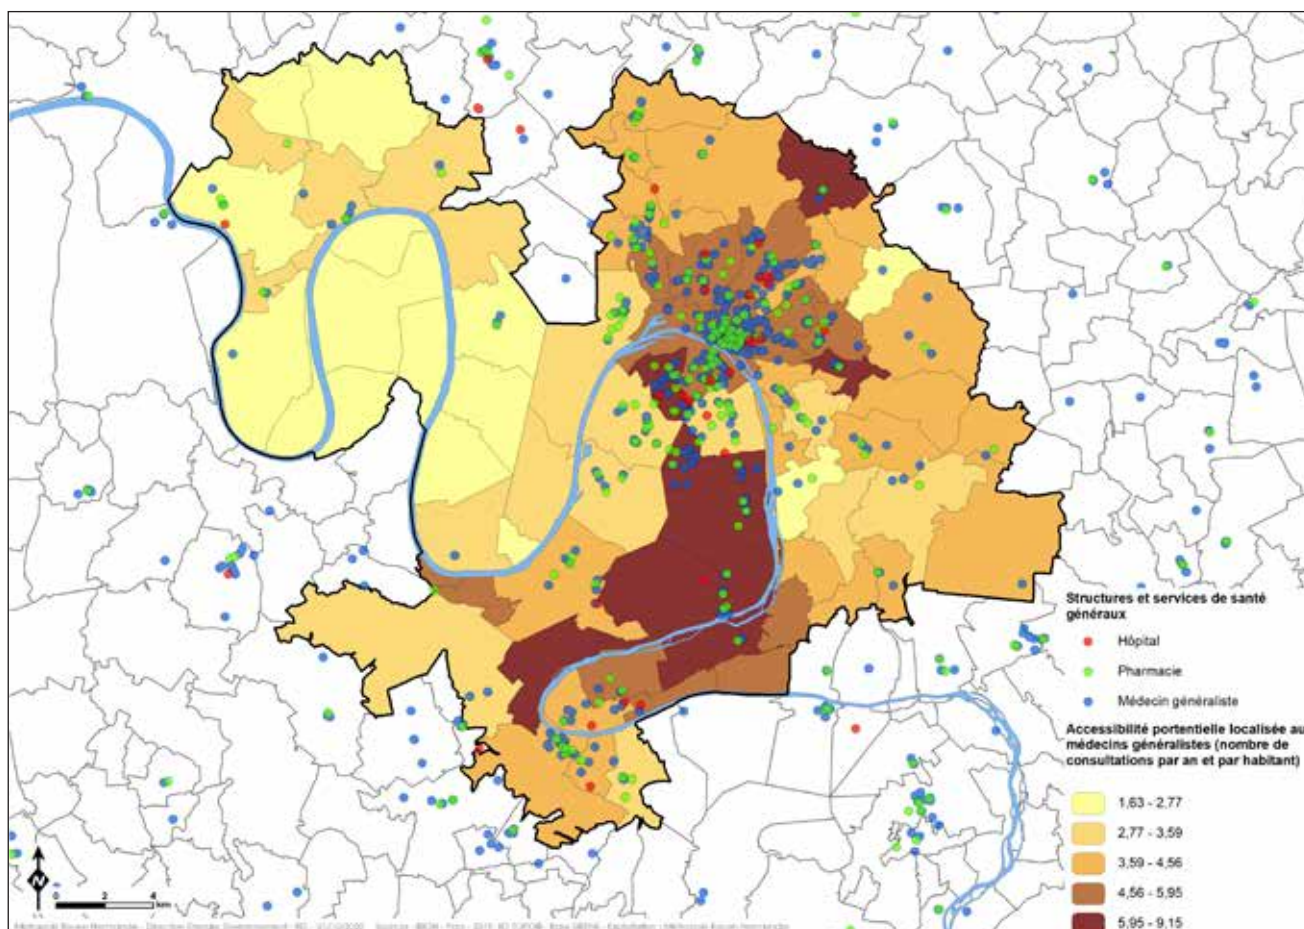 Structures et services de santé
généraux
Hôpital
Pharmacie
Médecin généraliste
Accessibilité portentielle localisée au
médecins généralistes (nombre de
consultations par an et par habitant)
1,63 - 2,77
2,77 - 3,59
3,59 - 4,56
4,56 - 5,95
5,95 - 9,15
N
0 2 4
km